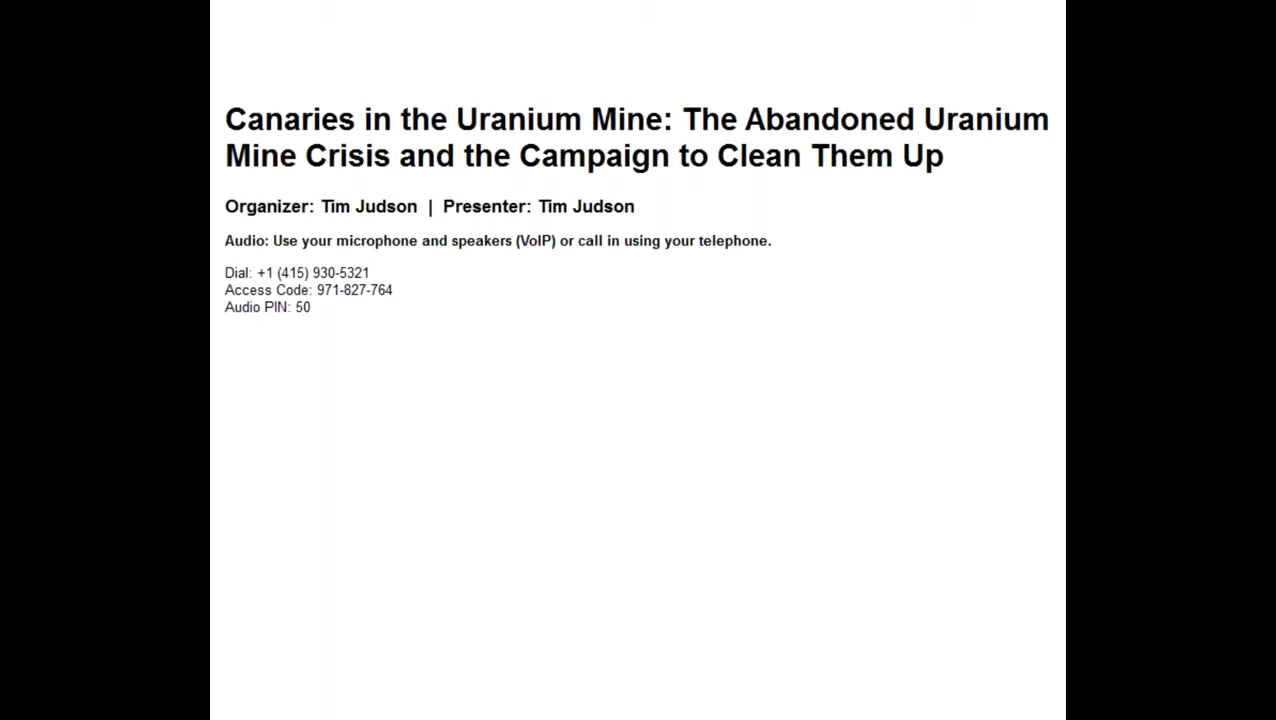 Canaries in the Uranium Mine: The Abandoned Uranium
Mine Crisis and the Campaign to Clean Them Up
Organizer: Tim Judson | Presenter: Tim Judson
Audio: Use your microphone and speakers (VoIP) or call in using your telephone.
Dial: +1 (415) 930-5321
Access Code: 971-827-764
Audio PIN: 50